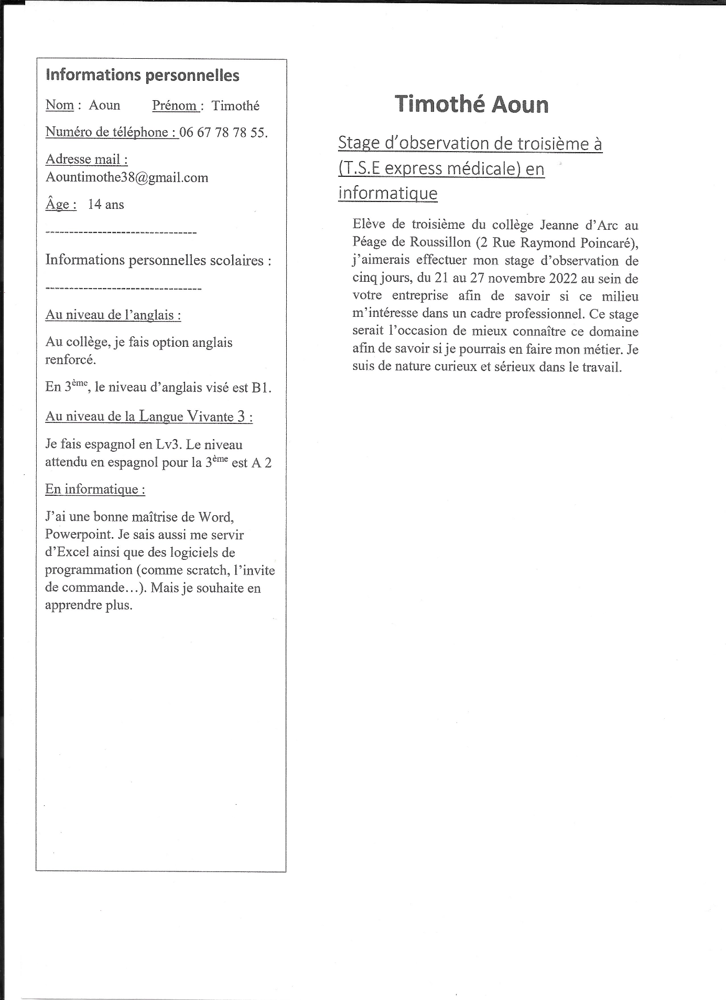 Informations personnelles
Nom : Aoun Prénom : Timothé
Numéro de téléphone : 06 67 78 78 55.
Adresse mail :
Aountimothe38@gmail.com
Âge : 14 ans
--------------------------------
Informations personnelles scolaires :
---------------------------------
Au niveau de l’anglais :
Au collège, je fais option anglais
renforcé.
En 3ème, le niveau d’anglais visé est B1.
Au niveau de la Langue Vivante 3 :
Je fais espagnol en Lv3. Le niveau
attendu en espagnol pour la 3ème est A 2
En informatique :
J’ai une bonne maîtrise de Word,
Powerpoint. Je sais aussi me servir
d’Excel ainsi que des logiciels de
programmation (comme scratch, l’invite
de commande…). Mais je souhaite en
apprendre plus.
Timothé Aoun
Stage d’observation de troisième à
(T.S.E express médicale) en
informatique
Elève de troisième du collège Jeanne d’Arc au
Péage de Roussillon (2 Rue Raymond Poincaré),
j’aimerais effectuer mon stage d’observation de
cinq jours, du 21 au 27 novembre 2022 au sein de
votre entreprise afin de savoir si ce milieu
m’intéresse dans un cadre professionnel. Ce stage
serait l’occasion de mieux connaître ce domaine
afin de savoir si je pourrais en faire mon métier. Je
suis de nature curieux et sérieux dans le travail.